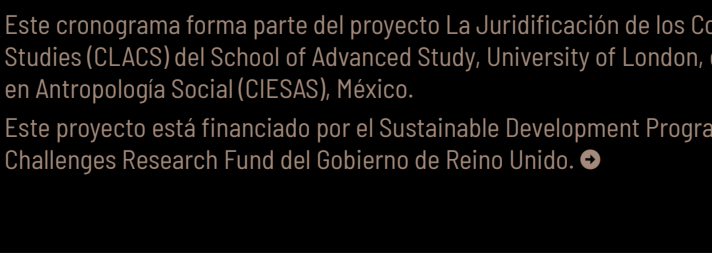 Este cronograma forma parte del proyecto La Juridificación de los
Studies (CLACS) del School of Advanced Study, University of London,
en Antropología Social (CIESAS), México.
Este proyecto está financiado por el Sustainable Development
Challenges Research Fund del Gobierno de Reino Unido.